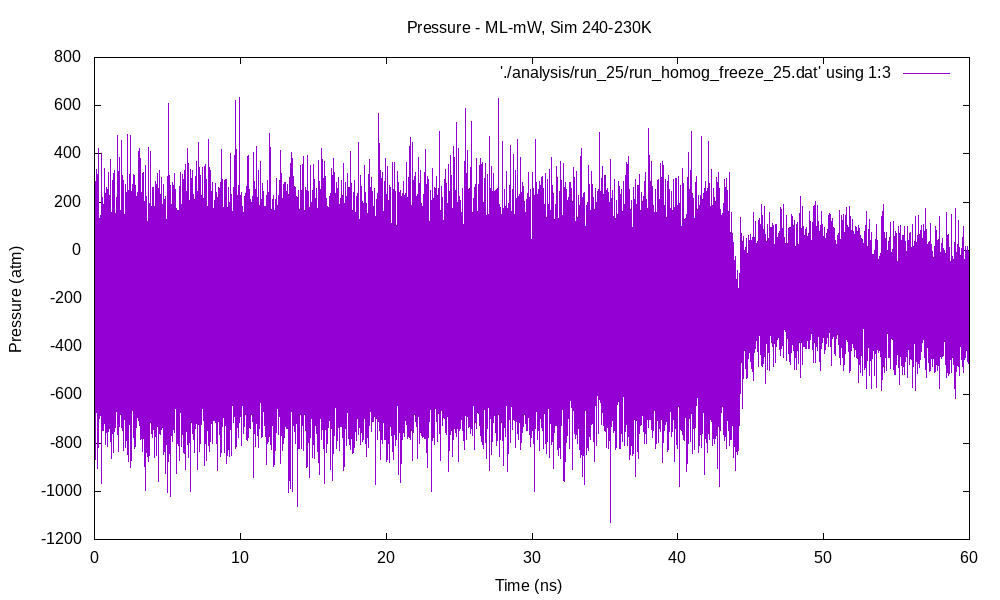 Pressure - ML-mW, Sim 240-230K
'./analysis/run_25/run_homog_freeze_25.dat' using 1:3
800
600
400
200
0
-200
-400
-600
-800
-1000
-1200
Pressure (atm)
0 10 20 30 40 50 60
Time (ns)